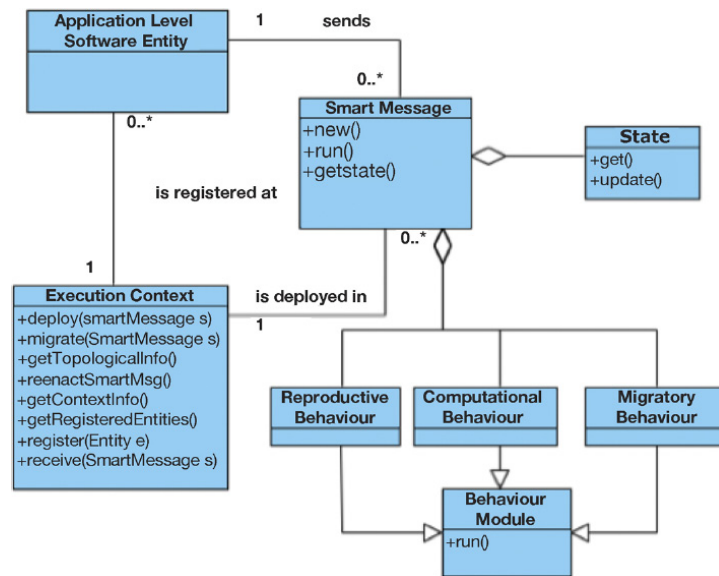 Application Level
Software Entity
1
sends
0..*
Smart Message
+new()
+run()
+getstate()
State
+get()
+update()
0..*
is registered at
1
0..*
is deployed in
1
Execution Context
+deploy(smartMessage s)
+migrate(SmartMessage s)
+getTopologicalInfo()
+reenactSmartMsg()
+getContextInfo()
+getRegisteredEntities()
+register(Entity e)
+receive(SmartMessage s)
Reproductive
Behaviour
Computational
Behaviour
Migratory
Behaviour
Behaviour
Module
+run()